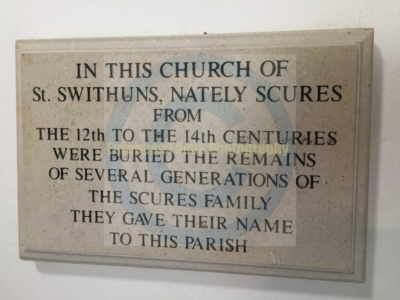 IN THIS CHURCH OF
St. SWITHUNS, NATELY SCURES
FROM
THE 12th TO THE 14th CENTURIES
WERE BURIED THE REMAINS
OF SEVERAL GENERATIONS OF
THE SCURES FAMILY
THEY GAVE THEIR NAME
TO THIS PARISH